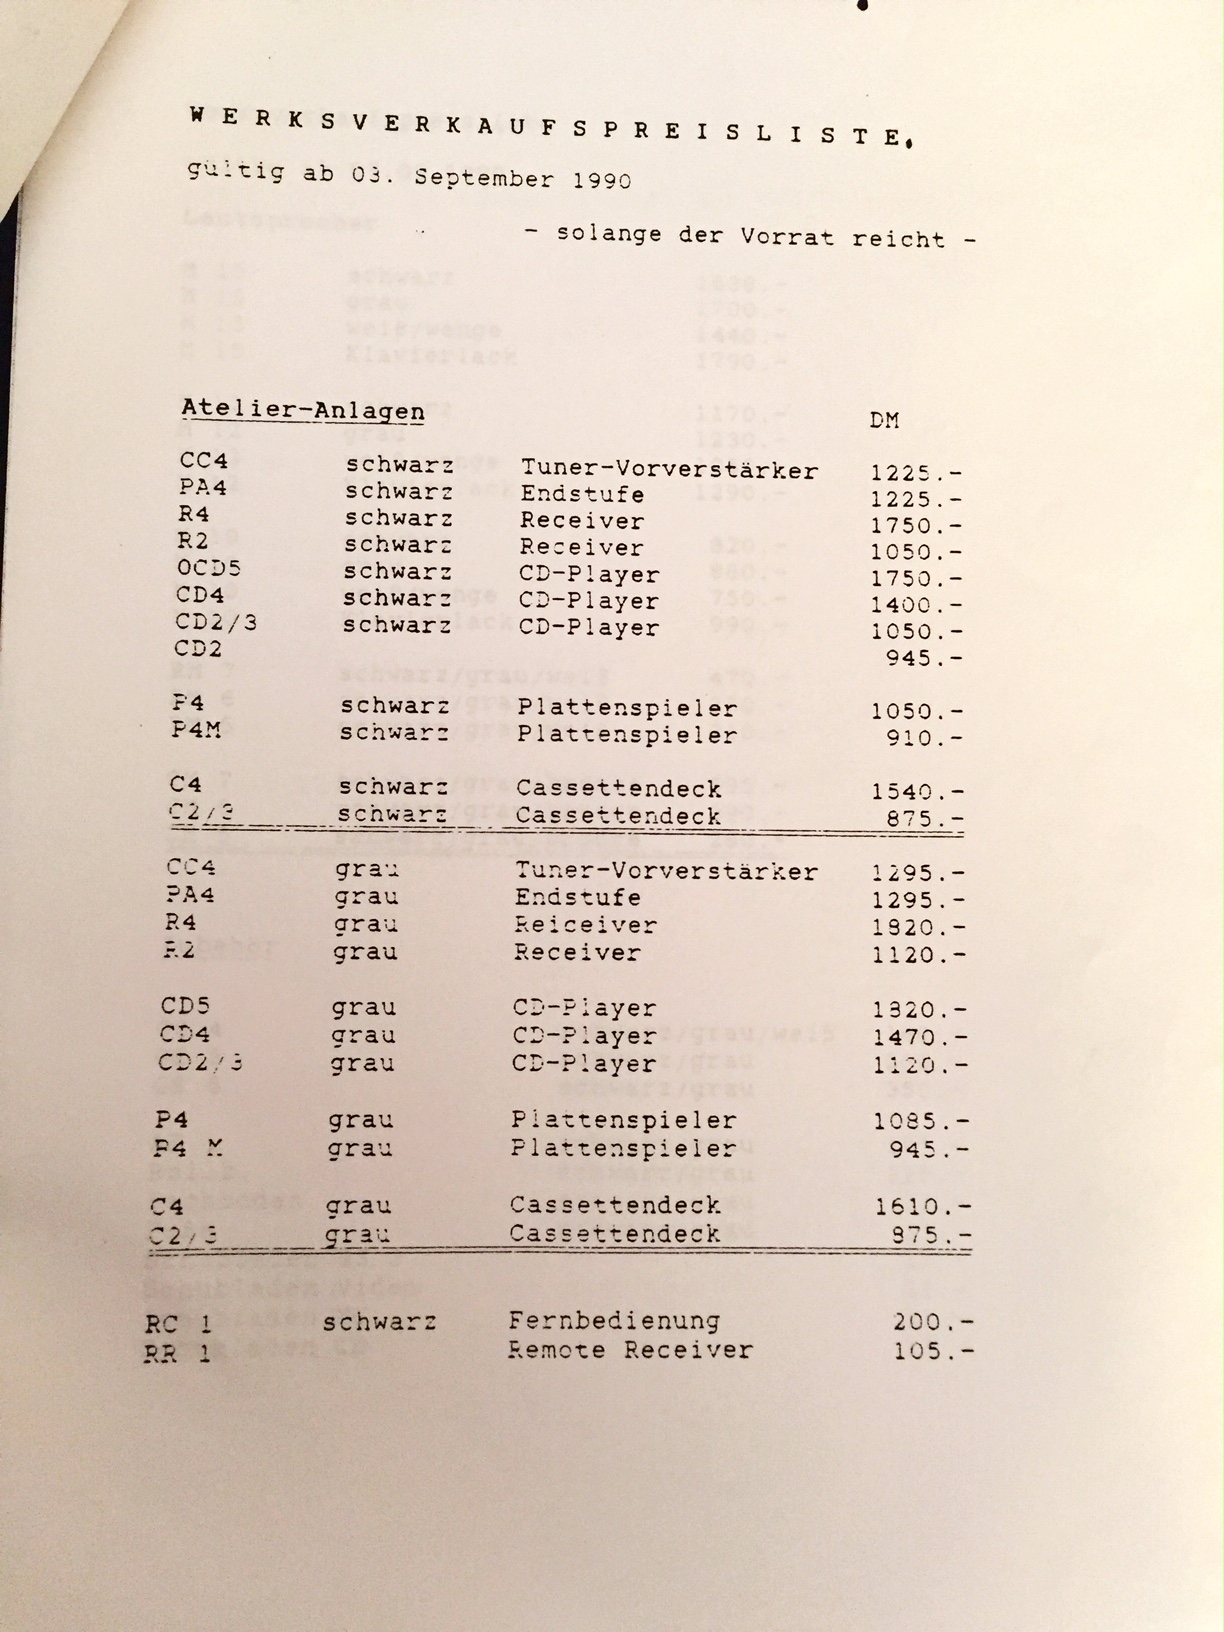 WERKSVERKAUFSPREISLISTE.
gültig ab 03. September 1990
- solange der Vorrat reicht -
Atelier-Anlagen DM
CC4 schwarz Tuner-Vorverstärker 1225.-
PA4 schwarz Endstufe 1225.-
R4 schwarz Receiver 1750.-
R2 schwarz Receiver 1050.-
OCD5 schwarz CD-Player 1750.-
CD4 schwarz CD-Player 1400.-
CD2/3 schwarz CD-Player 1050.-
CD2 945.-
P4 schwarz Plattenspieler 1050.-
P4M schwarz Plattenspieler 910.-
C4 schwarz Cassettendeck 1540.-
C2/3 schwarz Cassettendeck 875.-
CC4 grau Tuner-Vorverstärker 1295.-
PA4 grau Endstufe 1295.-
R4 grau Reiceiver 1820.-
R2 grau Receiver 1120.-
CD5 grau CD-Player 1820.-
CD4 grau CD-Player 1470.-
CD2/3 grau CD-Player 1120.-
P4 grau Plattenspieler 1085.-
P4 M grau Plattenspieler 945.-
C4 grau Cassettendeck 1610.-
C2/3 grau Cassettendeck
RC 1 schwarz Fernbedienung 200.-
RR 1 Remote Receiver 105.-